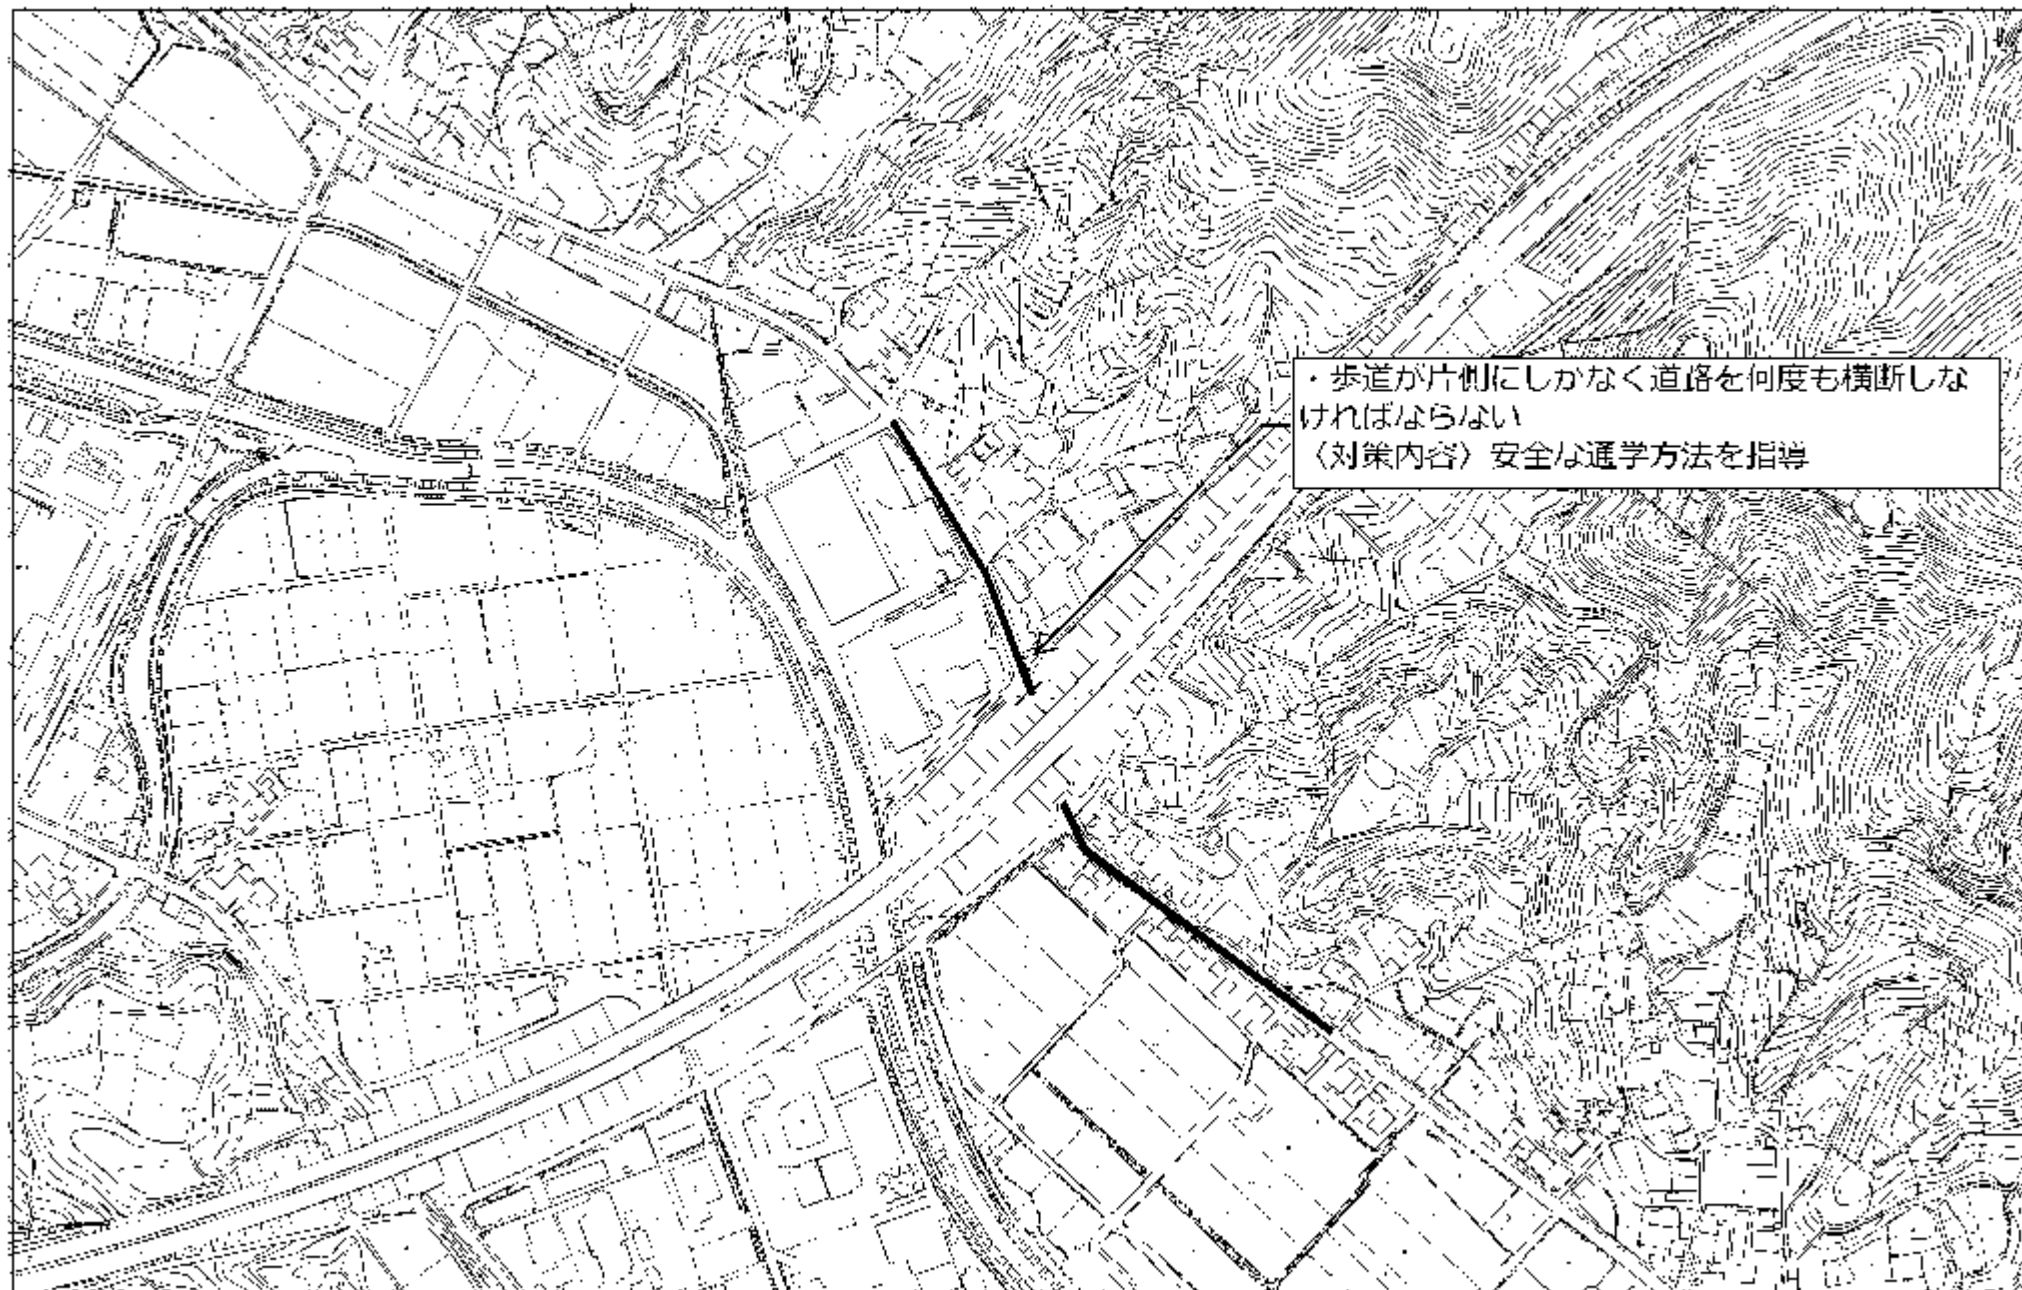 ・歩道が片側にしかなく道路を何度も横断しな
ければならない
〈対策内容〉安全な通学方法を指導